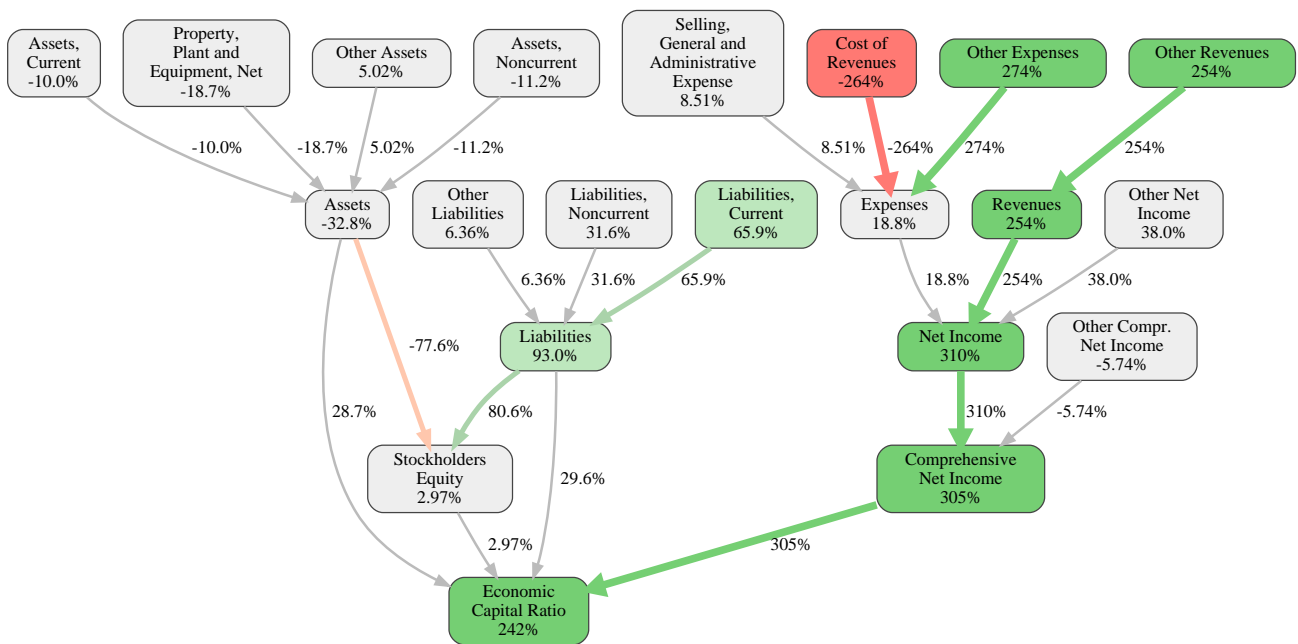 Assets,
Current
-10.0%
Property,
Plant and
Equipment, Net
-18.7%
Other Assets
5.02%
Assets,
Noncurrent
-11.2%
Selling,
General and
Administrative
Expense
8.51%
Cost of
Revenues
-264%
Other Expenses
274%
Other Revenues
254%
-10.0%
-18.7%
5.02%
-11.2%
8.51%
-264%
274%
254%
Assets
-32.8%
Other
Liabilities
6.36%
Liabilities,
Noncurrent
31.6%
Liabilities,
Current
65.9%
Expenses
18.8%
Revenues
254%
Other Net
Income
38.0%
6.36%
31.6%
65.9%
18.8%
254%
38.0%
-77.6%
Liabilities
93.0%
Net Income
310%
Other Compr.
Net Income
-5.74%
28.7%
80.6%
310%
-5.74%
Stockholders
Equity
2.97%
29.6%
Comprehensive
Net Income
305%
2.97%
305%
Economic
Capital Ratio
242%